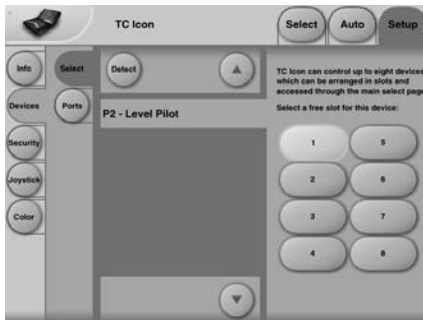 TC Icon
Select
Auto
Setup
Info
Devices
Security
Joystick
Color
Select
Ports
Detect
P2 - Level Pilot
TC Icon can control up to eight devices
which can be arranged in slots and
accessed through the main select page
Select a free slot for this device:
1
5
2
6
3
7
4
8